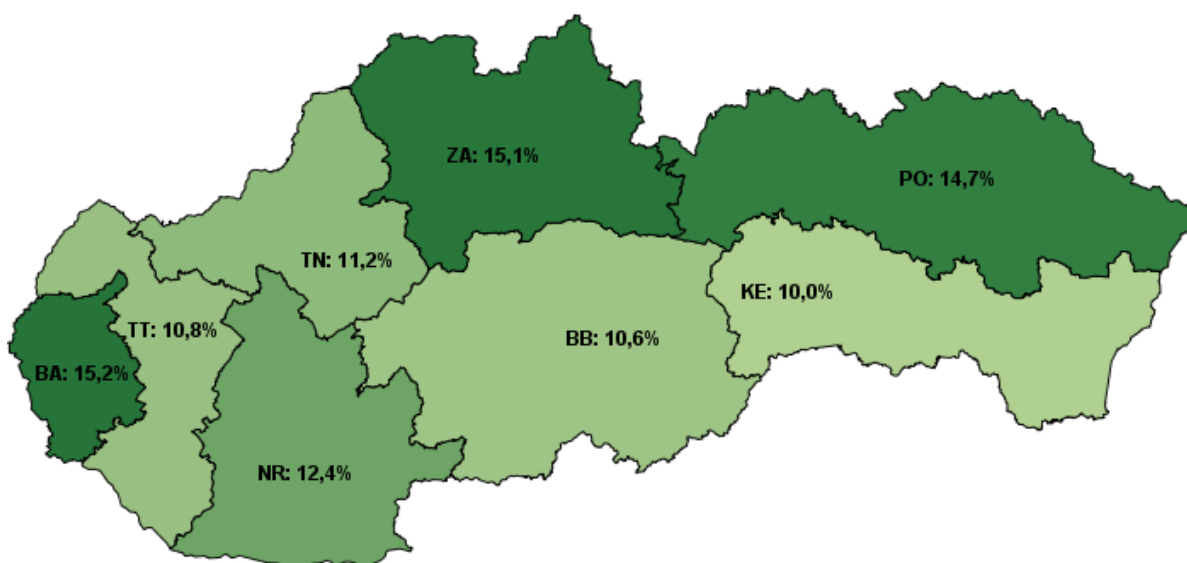 ZA: 15,1%
PO: 14,7%
TN: 11,2%
KE: 10,0%
TT: 10,8%
BB: 10,6%
BA: 15,2%
NR: 12,4%